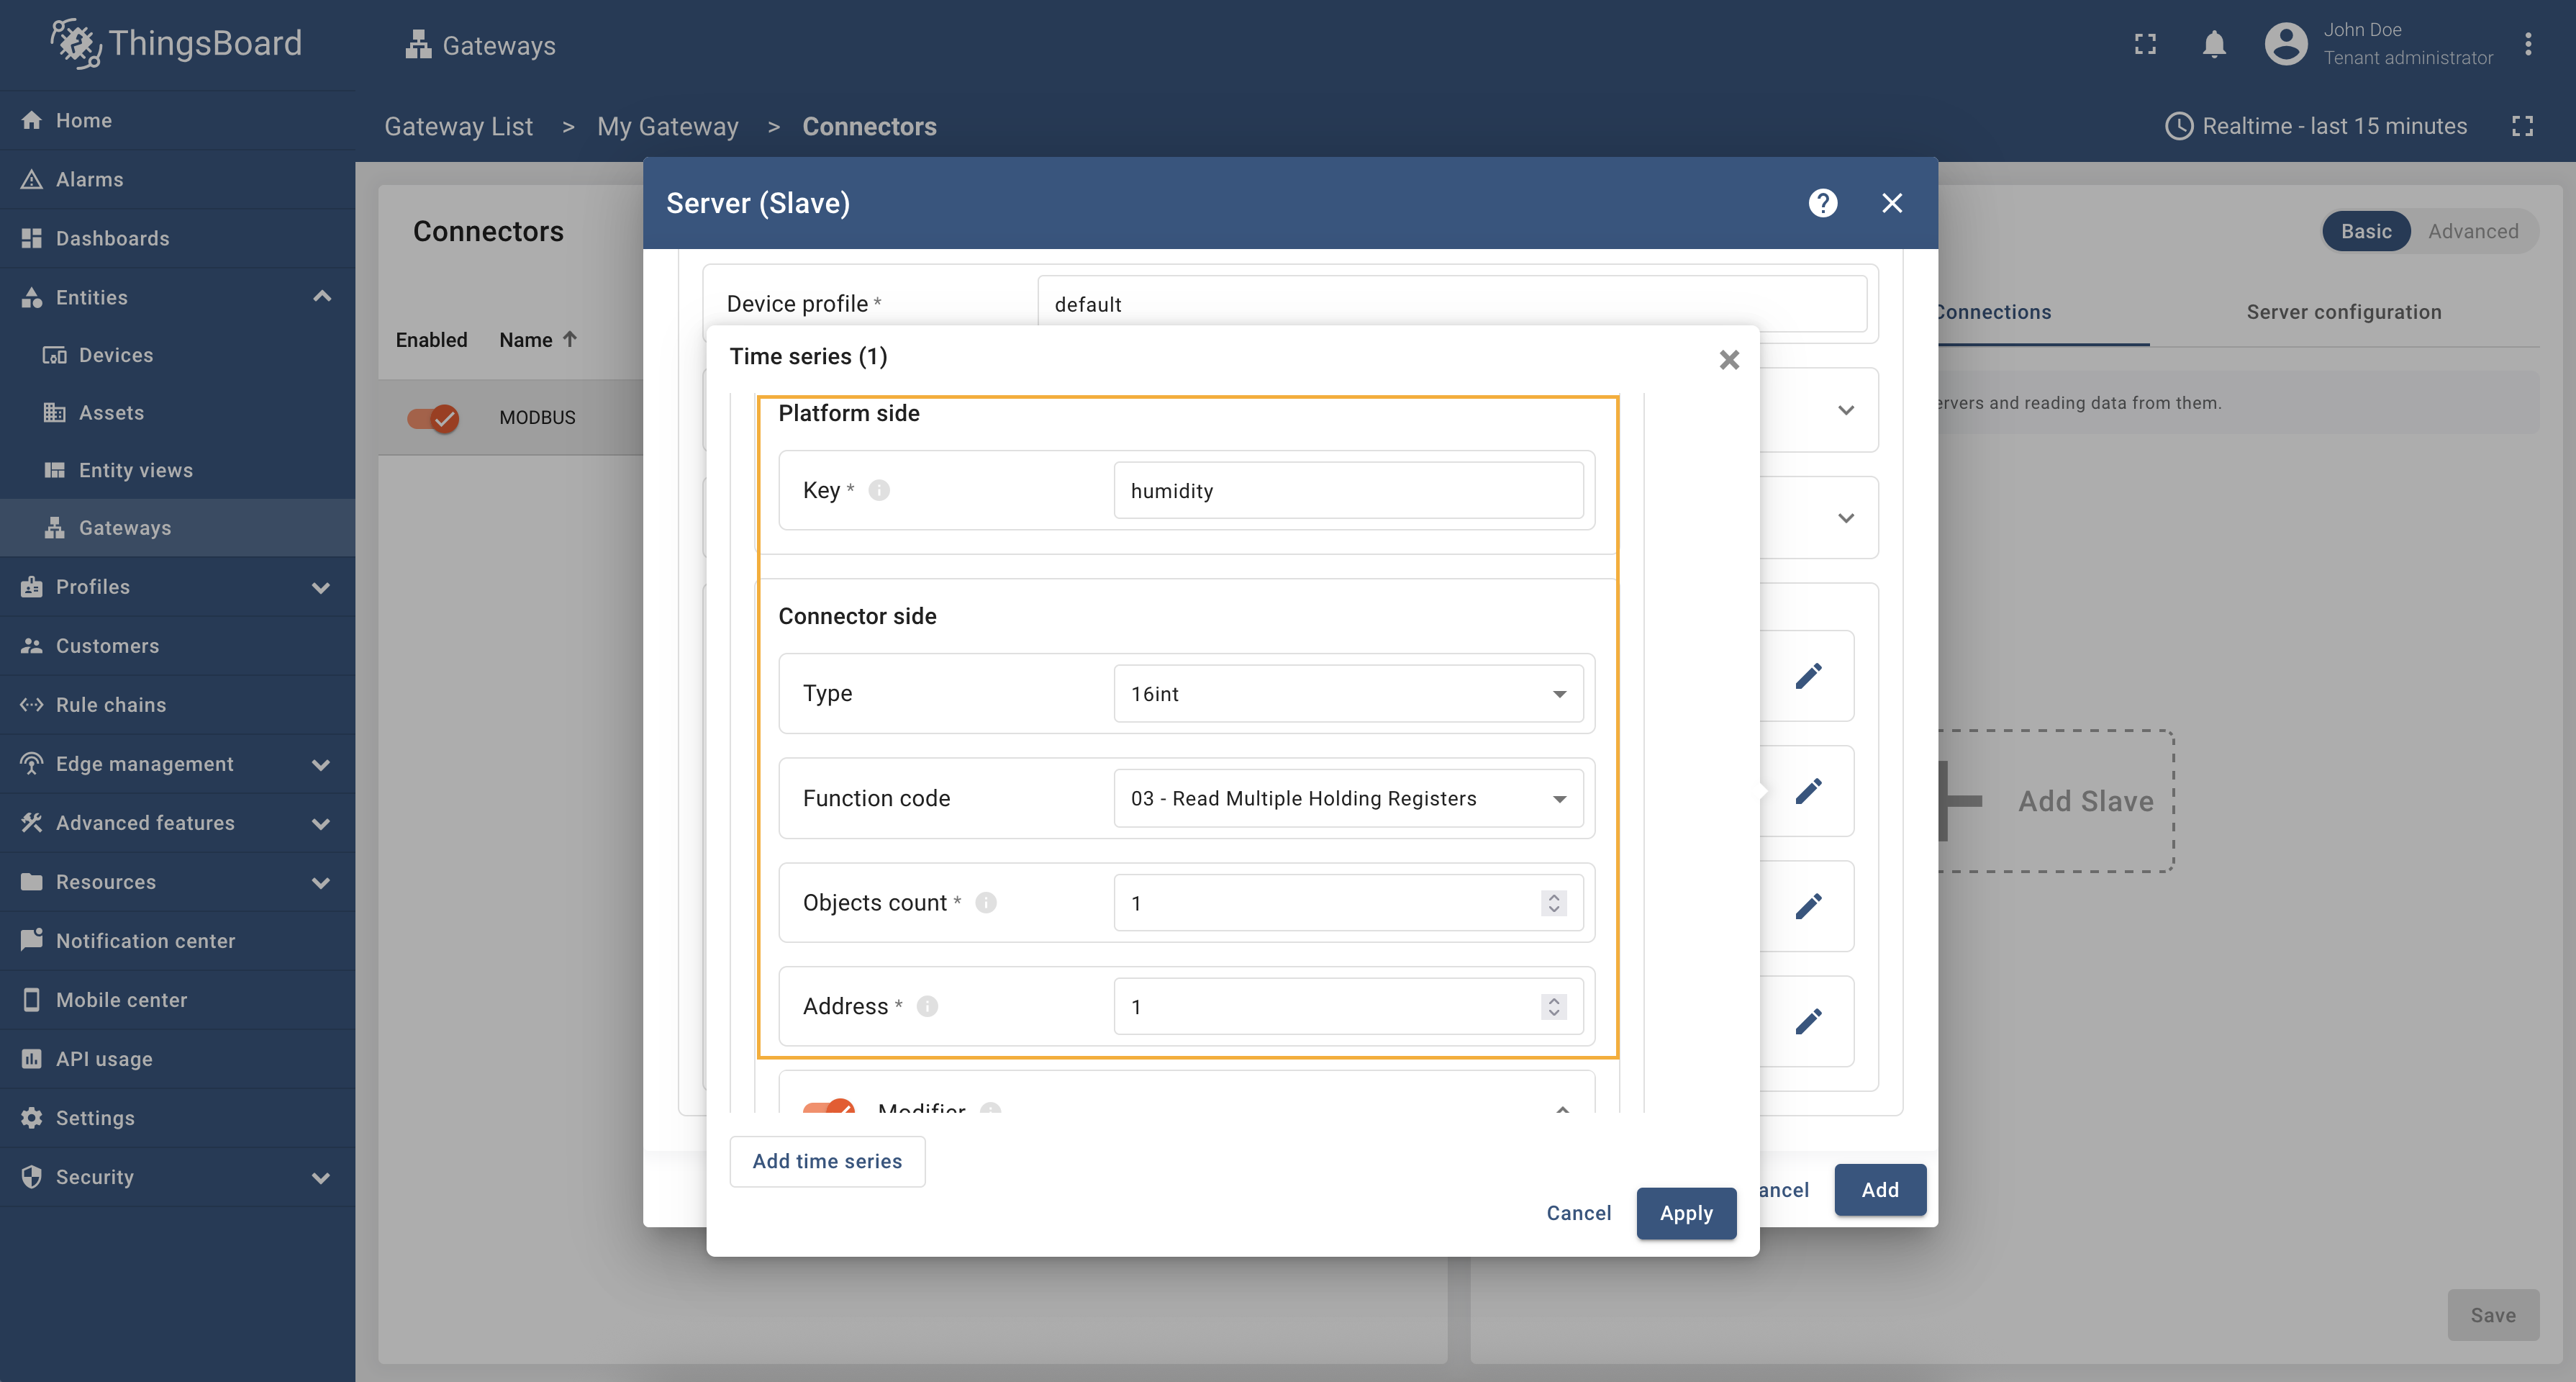 ThingsBoard
Gateways
John Doe
Tenant administrator
Home
Alarms
Dashboards
Entities
Devices
Assets
Entity views
Gateways
Profiles
Customers
Rule chains
Edge management
Advanced features
Resources
Notification center
Mobile center
API usage
Settings
Security
Gateway List > My Gateway > Connectors
Realtime - last 15 minutes
Connectors
Enabled Name
MODBUS
Basic Advanced
Connections Server configuration
ervers and reading data from them.
Add Slave
Save
Server (Slave)
Device profile * default
Time series (1)
Platform side
Key * humidity
Connector side
Type 16int
Function code 03 - Read Multiple Holding Registers
Objects count * 1
Address * 1
Modifier
Add time series
Cancel Apply
ancel Add